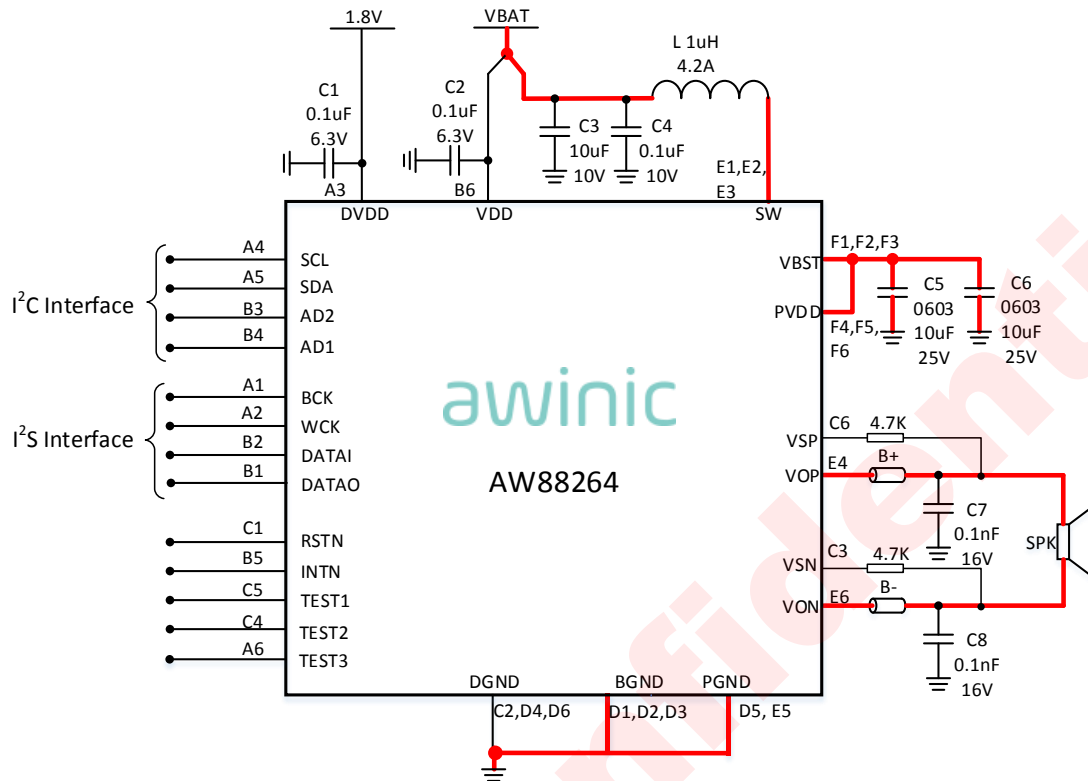 1.8V
VBAT
L 1uH
4.2A
C1
0.1uF
6.3V
C2
0.1uF
6.3V
C3
10uF
10V
C4
0.1uF
10V
E1,E2,
E3
A3
B6
DVDD
VDD
SW
I²C Interface
A4
SCL
A5
SDA
B3
AD2
B4
AD1
I²S Interface
A1
BCK
A2
WCK
B2
DATAI
B1
DATAO
C1
RSTN
B5
INTN
C5
TEST1
C4
TEST2
A6
TEST3
awinic
AW88264
VBST
F1,F2,F3
PVDD
F4,F5,
F6
C5
0603
10uF
25V
C6
0603
10uF
25V
VSP
C6
4.7K
VOP
E4
B+
C7
0.1nF
16V
SPK
VSN
C3
4.7K
VON
E6
B-
C8
0.1nF
16V
DGND
BGND
PGND
C2,D4,D6
D1,D2,D3
D5, E5